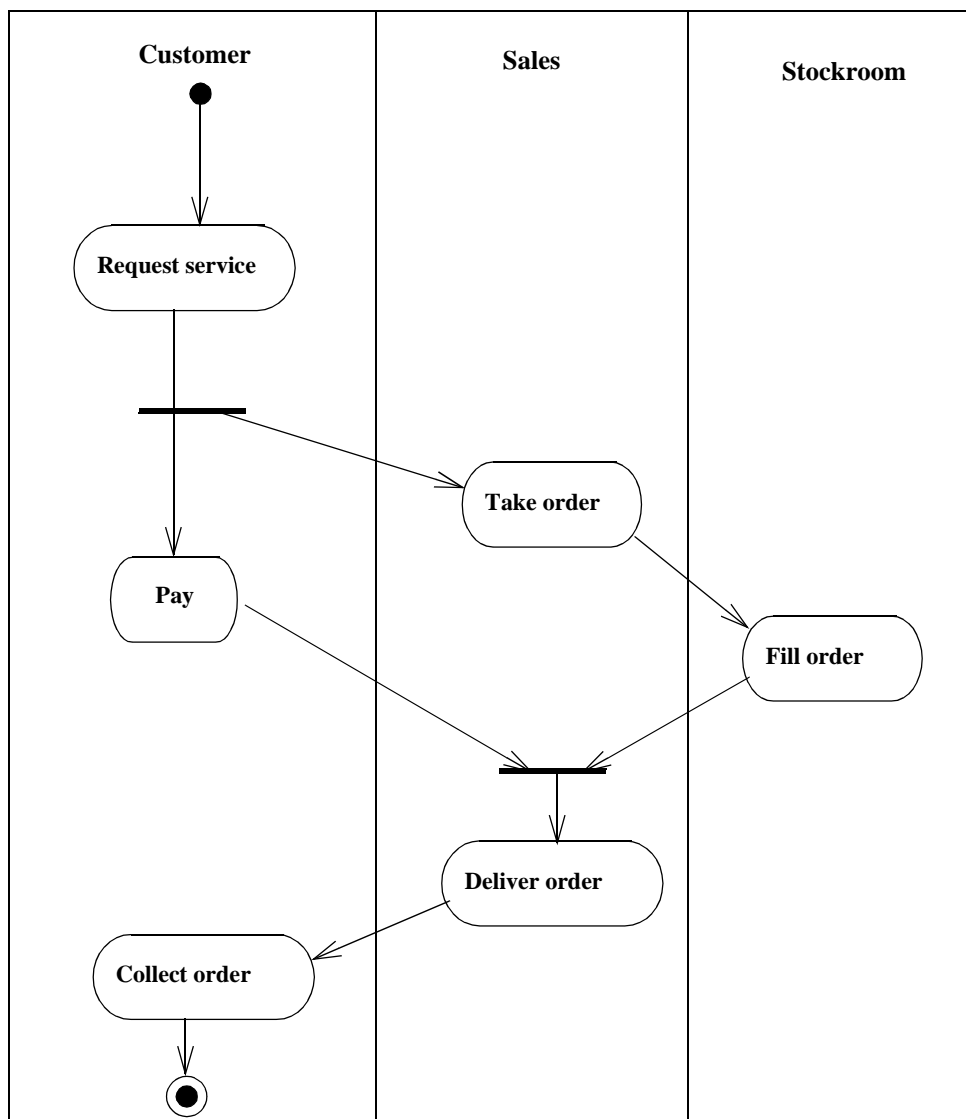 Customer
Sales
Stockroom
Request service
Take order
Pay
Fill order
Deliver order
Collect order